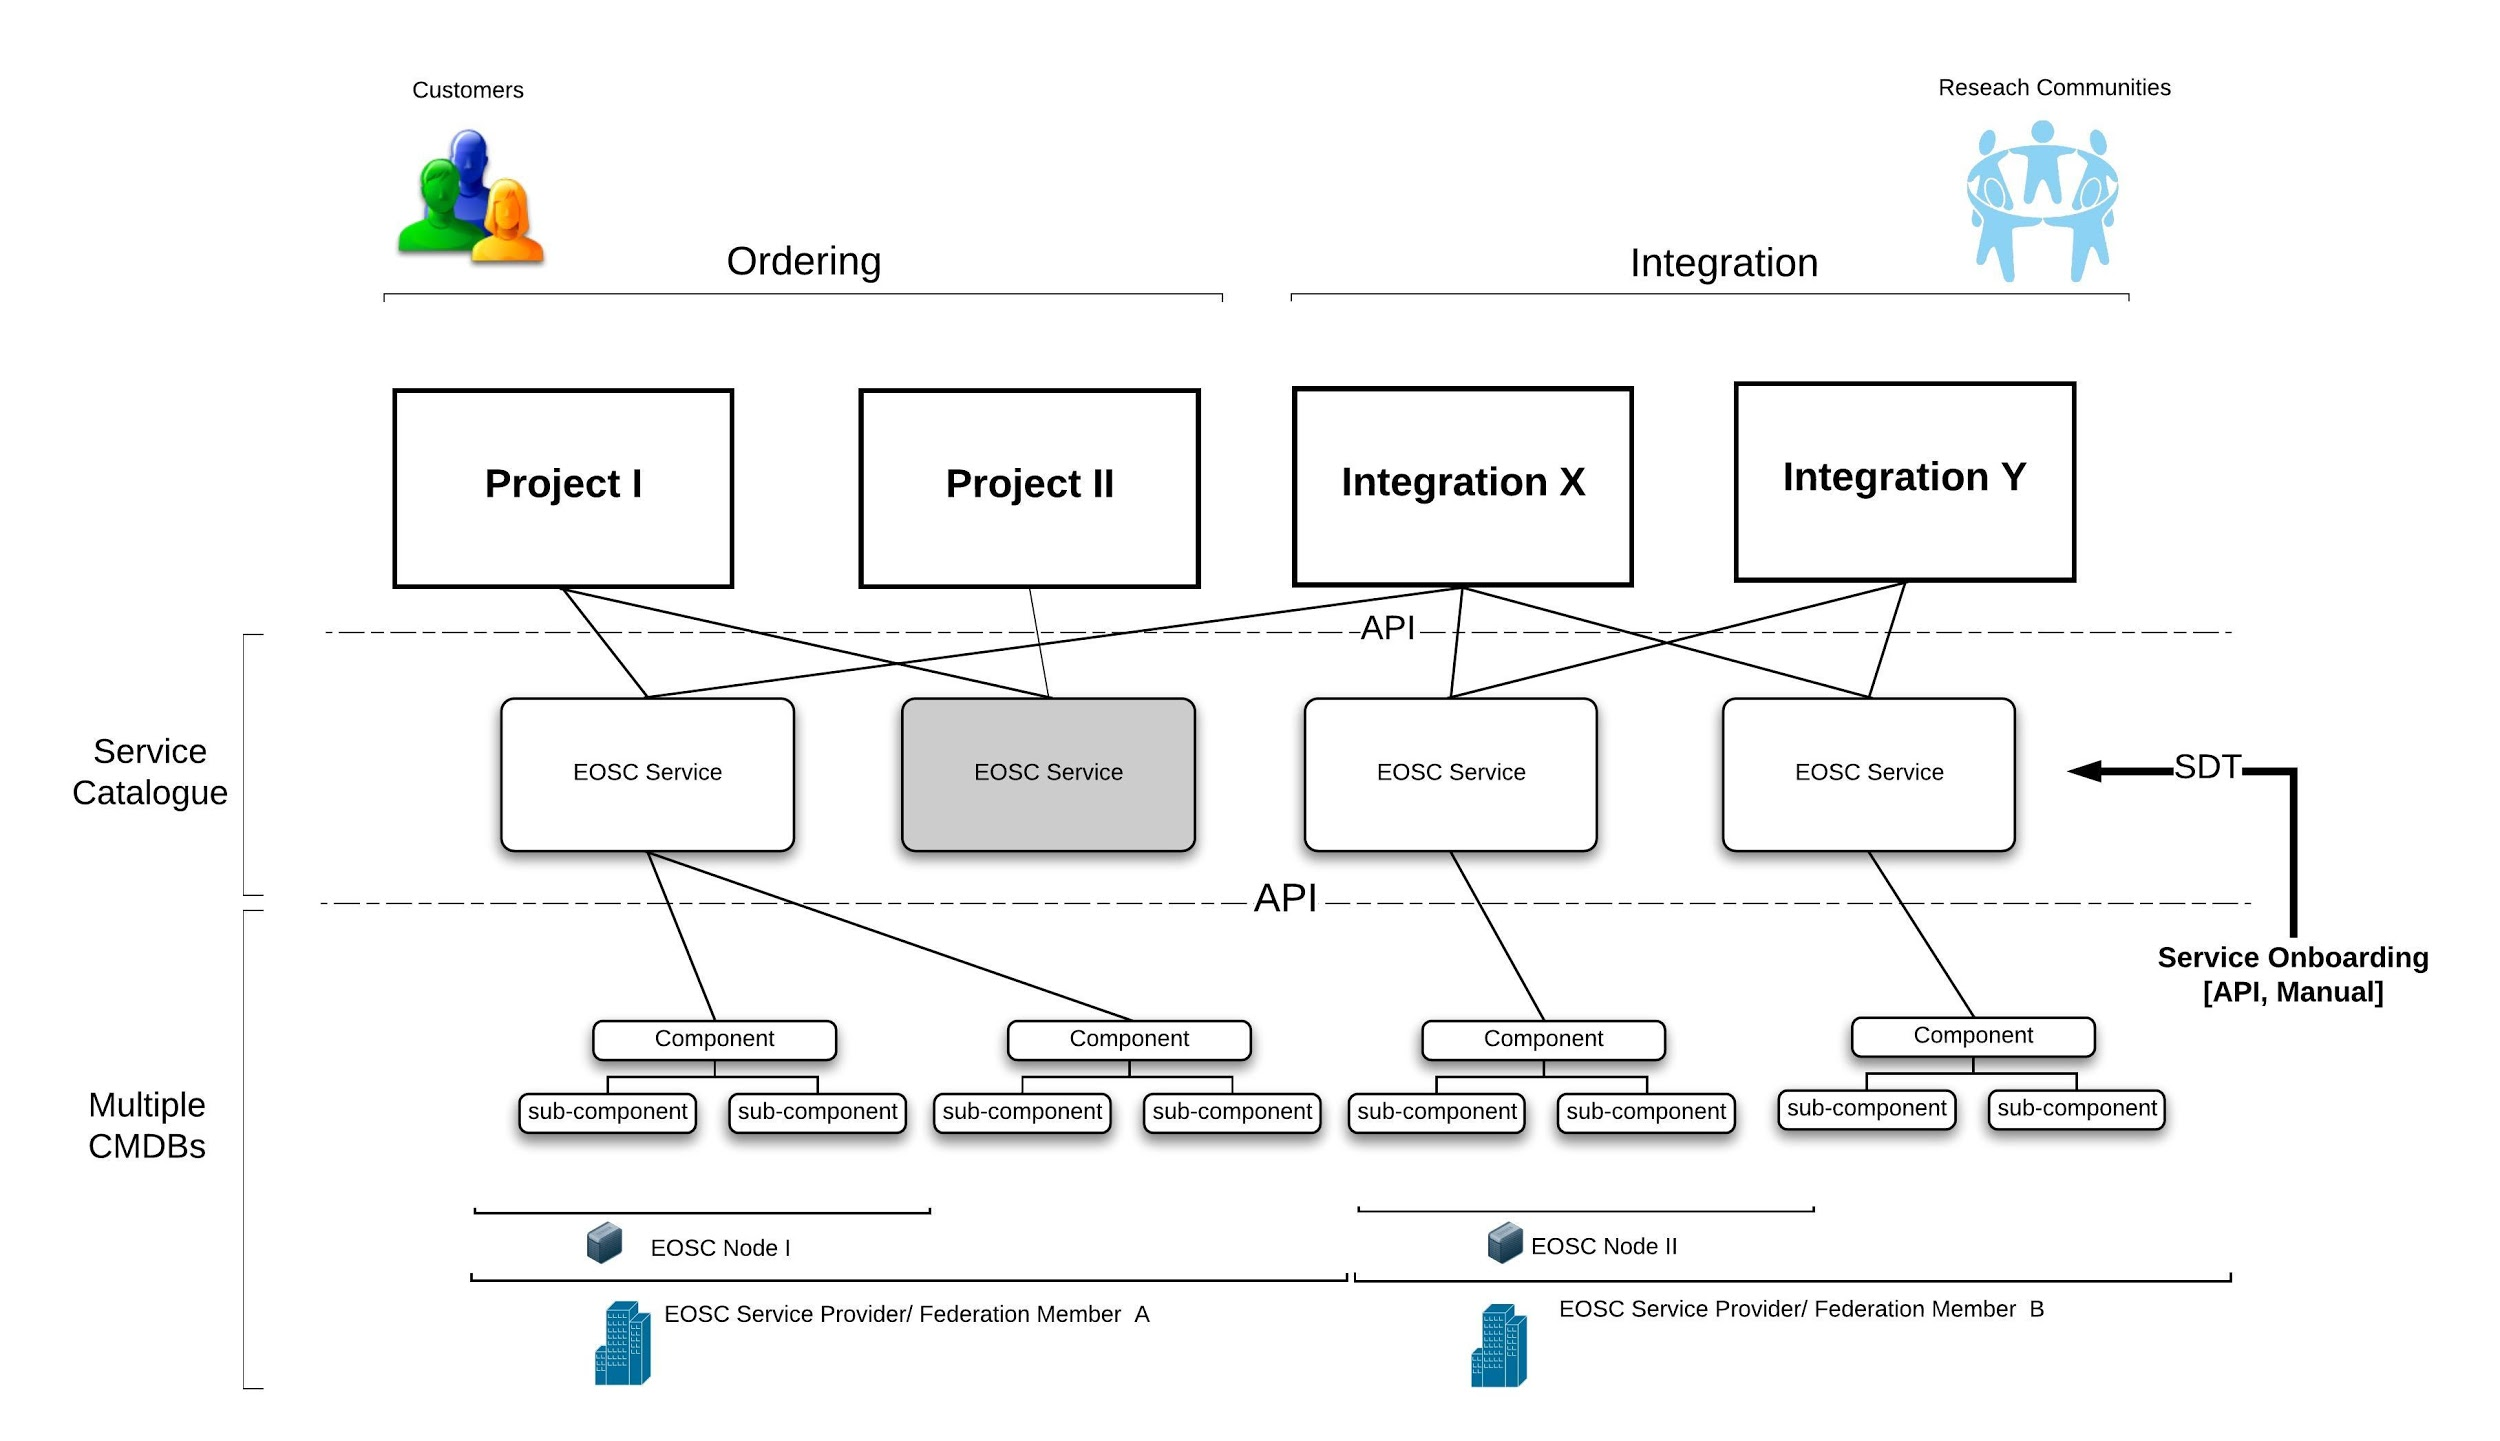 Customers
Reseach Communities
Ordering
Integration
Project I
Project II
Integration X
Integration Y
API
Service
Catalogue
EOSC Service
EOSC Service
EOSC Service
EOSC Service
SDT
API
Service Onboarding
[API, Manual]
Multiple
CMDBs
Component
Component
Component
Component
sub-component
sub-component
sub-component
sub-component
sub-component
sub-component
sub-component
sub-component
EOSC Node I
EOSC Node II
EOSC Service Provider/ Federation Member  A
EOSC Service Provider/ Federation Member  B